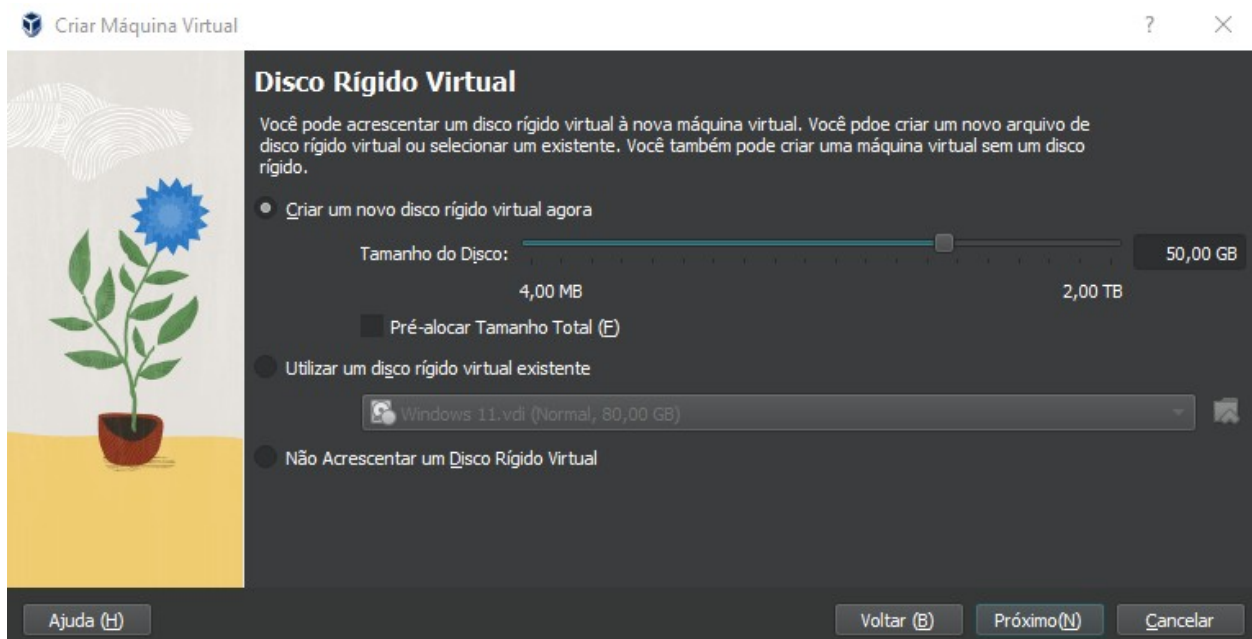 Criar Máquina Virtual
?
Disco Rígido Virtual
Você pode acrescentar um disco rígido virtual à nova máquina virtual. Você pdoe criar um novo arquivo de
disco rígido virtual ou selecionar um existente. Você também pode criar uma máquina virtual sem um disco
rígido.
Criar um novo disco rígido virtual agora
Tamanho do Disco: 50,00 GB
4,00 MB 2,00 TB
Pré-alocar Tamanho Total (F)
Utilizar um disco rígido virtual existente
Windows 11.vdi (Normal, 80,00 GB)
Não Acrescentar um Disco Rígido Virtual
Ajuda (H) Voltar (B) Próximo(N) Cancelar